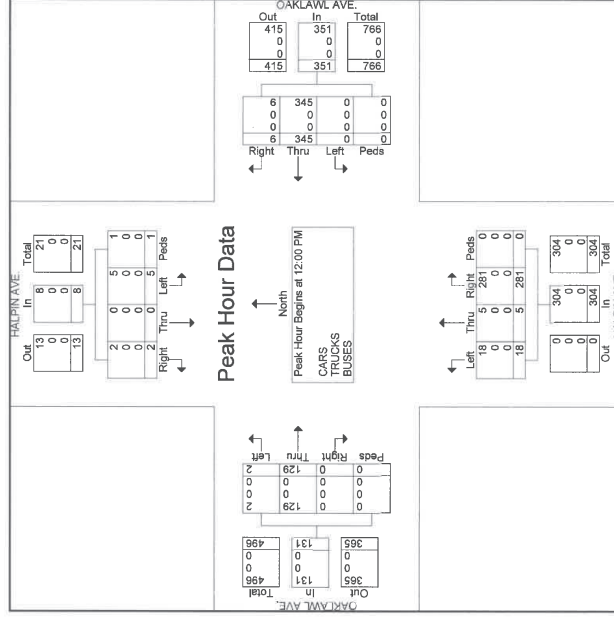 OAKLAWL AVE.
Out In Total
415 351 766
0 0 0
0 0 0
415 351 766
6 345 0 0
0 0 0 0
0 0 0 0
6 345 0 0
Right Thru Left Peds
HALPIN AVE.
Out In Total
13 8 21
0 0 0
0 0 0
13 8 21
2 0 5 1
0 0 0 0
0 0 0 0
2 0 5 1
Right Thru Left Peds
Peak Hour Data
North
Peak Hour Begins at 12:00 PM
CARS
TRUCKS
BUSES
Left Thru Right Peds
18 5 281 0
0 0 0 0
0 0 0 0
18 5 281 0
0 304 304
0 0 0
0 0 0
0 304 304
Out In Total
Left Thru Right Peds
2 129 0 0
0 0 0 0
0 0 0 0
2 129 0 0
496 131 365
0 0 0
0 0 0
496 131 365
Total In Out
OAKLAWL AVE.